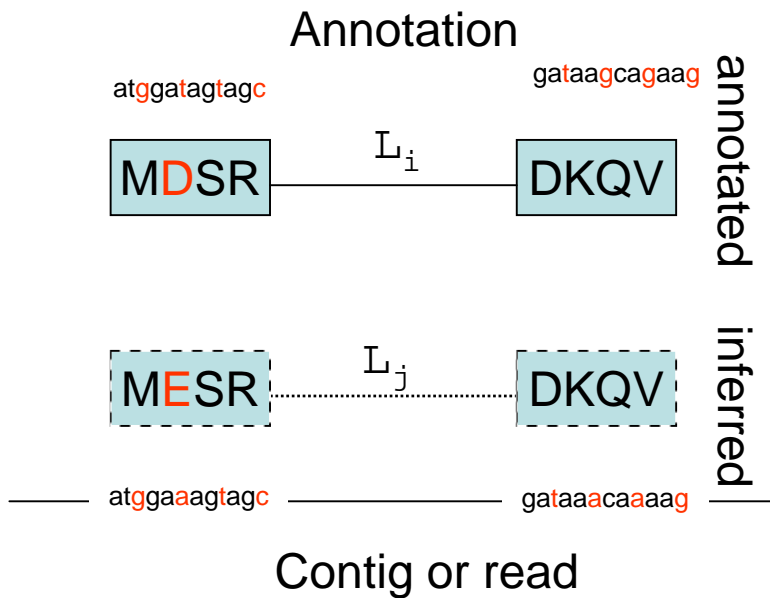 Annotation
atggatagtagc
gataagcagaag
annotated
MDSR
Li
DKQV
inferred
MESR
Lj
DKQV
atggaaagtagc
gataaacaaaag
Contig or read